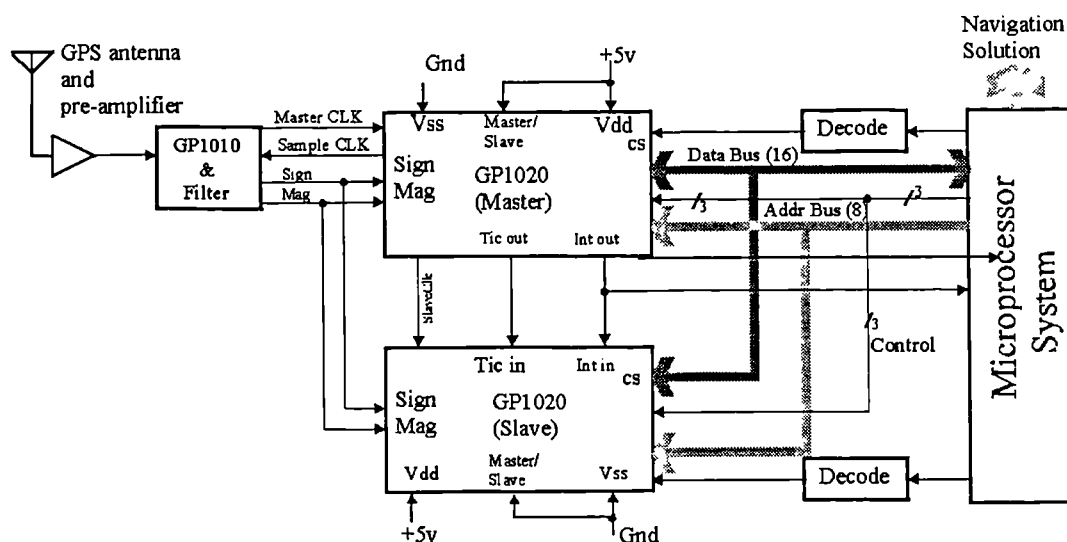 GPS antenna
and
pre-amplifier
GP1010
&
Filter
Master CLK
Sample CLK
Sign
Mag
Gnd
+5v
Vss
Master/
Slave
Vdd
cs
Sign
Mag
GP1020
(Master)
Tic out
Int out
SlaveClk
Decode
Data Bus (16)
3
3
Addr Bus (8)
3
Control
Navigation
Solution
Microprocessor
System
Tic in
Int in
cs
Sign
Mag
GP1020
(Slave)
Vdd
Master/
Slave
Vss
Decode
+5v
Gnd